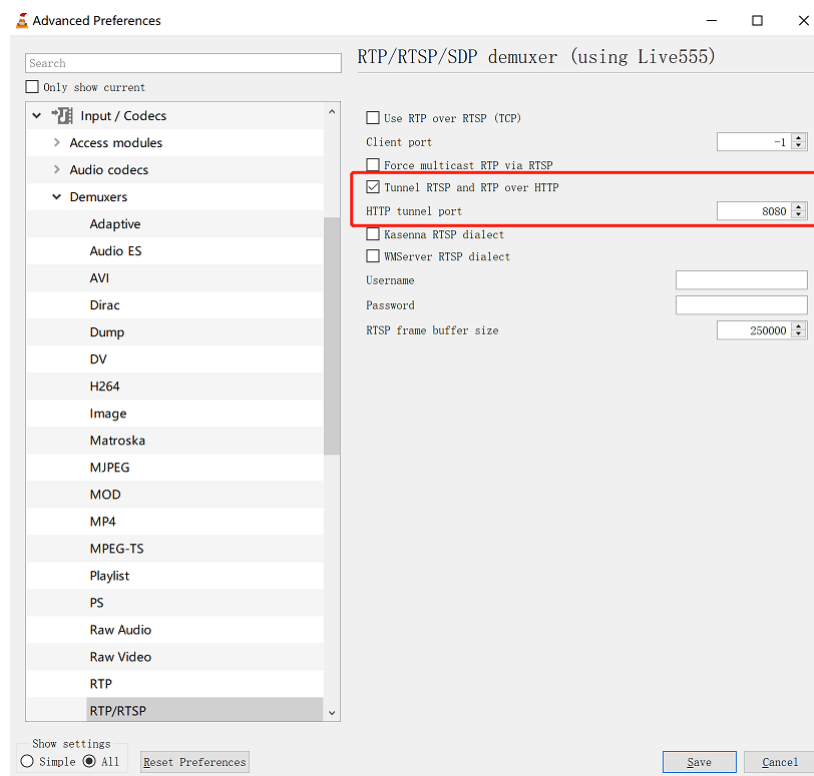 Advanced Preferences
RTP/RTSP/SDP demuxer (using Live555)
Search
Only show current
Input / Codecs
Access modules
Audio codecs
Demuxers
Adaptive
Audio ES
AVI
Dirac
Dump
DV
H264
Image
Matroska
MJPEG
MOD
MP4
MPEG-TS
Playlist
PS
Raw Audio
Raw Video
RTP
RTP/RTSP
Use RTP over RTSP (TCP)
Client port -1
Force multicast RTP via RTSP
Tunnel RTSP and RTP over HTTP
HTTP tunnel port 8080
Kasenna RTSP dialect
WMServer RTSP dialect
Username
Password
RTSP frame buffer size 250000
Show settings
Simple All
Reset Preferences
Save Cancel